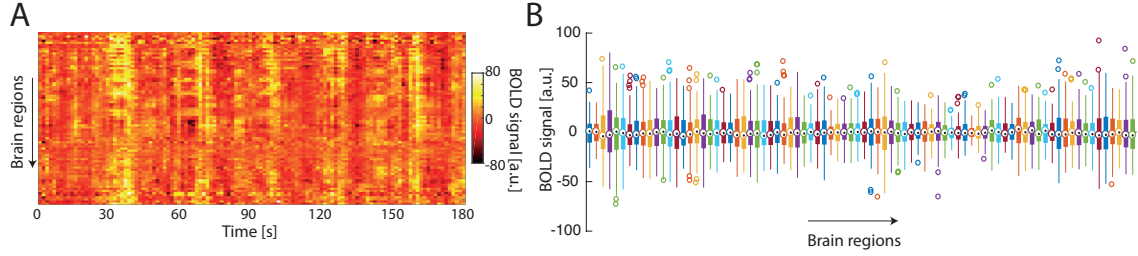 A
Brain regions
0 30 60 90 120 150 180
Time [s]
80
0
-80
BOLD signal [a.u.]
B
BOLD signal [a.u.]
100
50
0
-50
-100
Brain regions